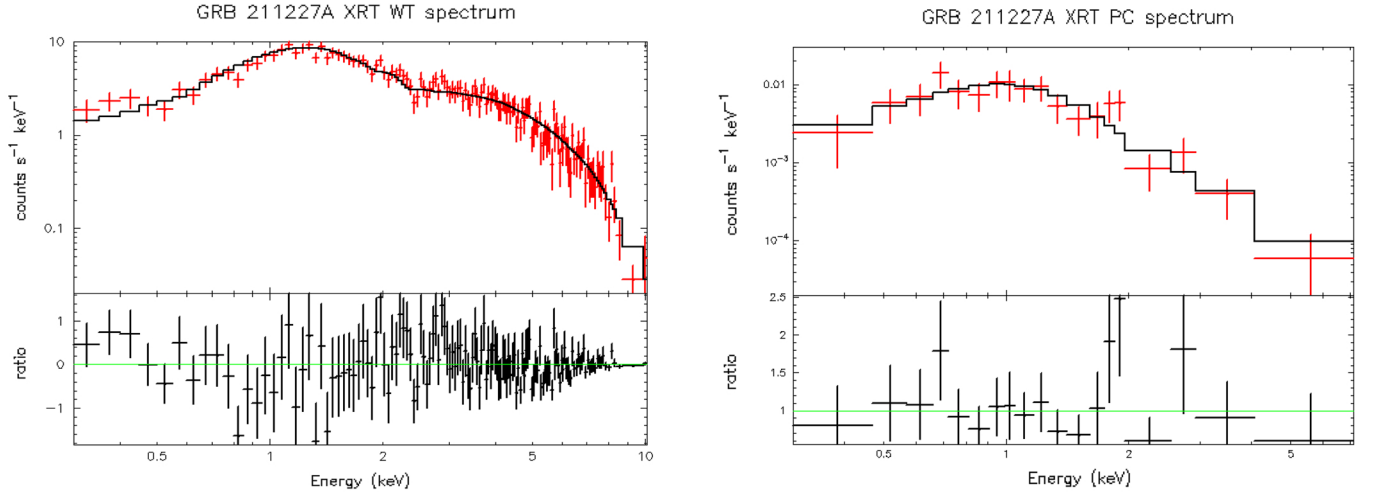 GRB 211227A XRT WT spectrum
counts s⁻¹ keV⁻¹
10
1
0.1
ratio
1
0
−1
0.5
1
2
5
10
Energy (keV)
GRB 211227A XRT PC spectrum
counts s⁻¹ keV⁻¹
0.01
10⁻³
10⁻⁴
ratio
2.5
2
1.5
1
0.5
1
2
5
Energy (keV)